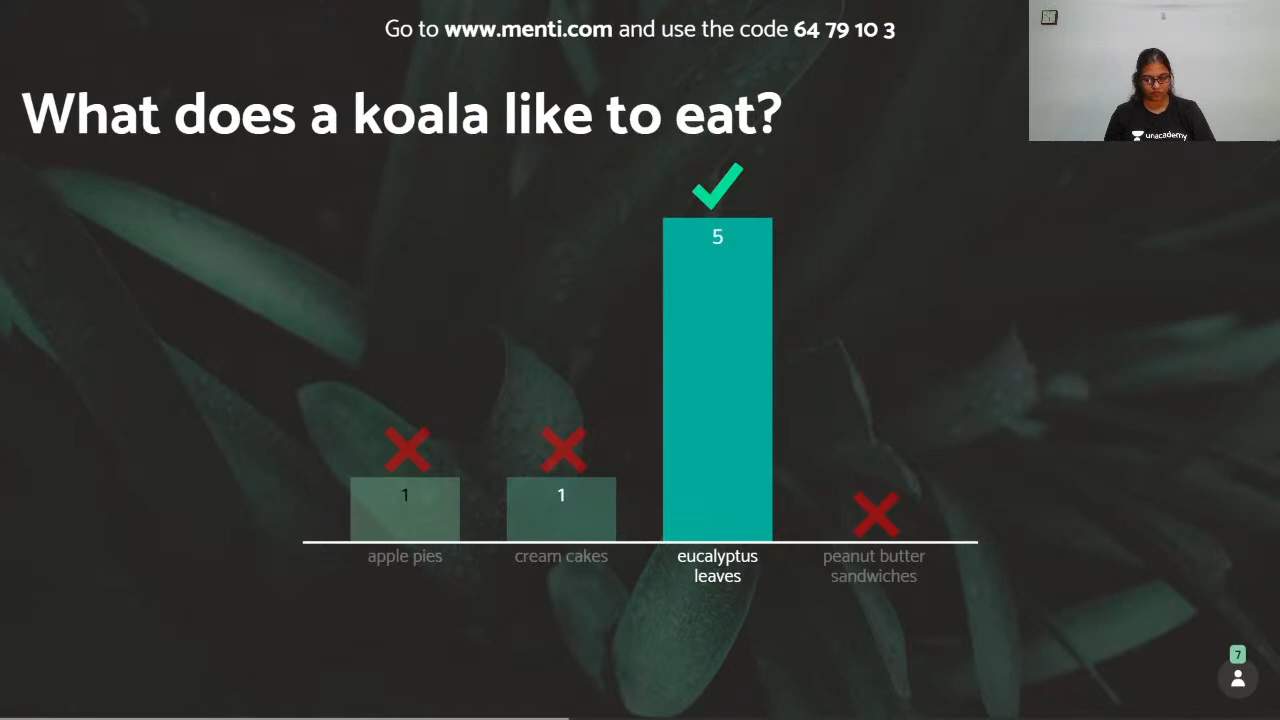 Go to www.menti.com and use the code 64 79 10 3
What does a koala like to eat?
unacademy
5
1
1
apple pies
cream cakes
eucalyptus
leaves
peanut butter
sandwiches
7